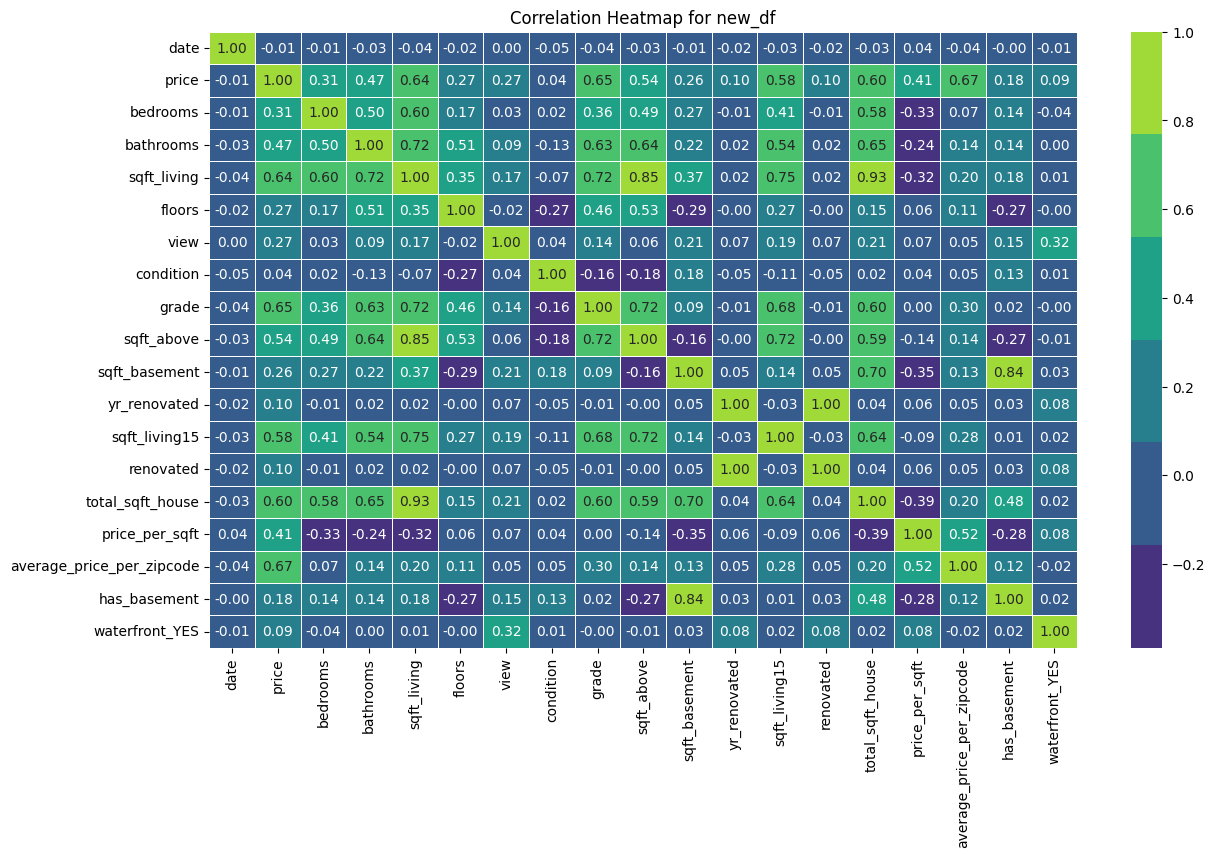 Correlation Heatmap for new_df
date 1.00 -0.01 -0.01 -0.03 -0.04 -0.02 0.00 -0.05 -0.04 -0.03 -0.01 -0.02 -0.03 -0.02 -0.03 0.04 -0.04 -0.00 -0.01
price -0.01 1.00 0.31 0.47 0.64 0.27 0.27 0.04 0.65 0.54 0.26 0.10 0.58 0.10 0.60 0.41 0.67 0.18 0.09
bedrooms -0.01 0.31 1.00 0.50 0.60 0.17 0.03 0.02 0.36 0.49 0.27 -0.01 0.41 -0.01 0.58 -0.33 0.07 0.14 -0.04
bathrooms -0.03 0.47 0.50 1.00 0.72 0.51 0.09 -0.13 0.63 0.64 0.22 0.02 0.54 0.02 0.65 -0.24 0.14 0.14 0.00
sqft_living -0.04 0.64 0.60 0.72 1.00 0.35 0.17 -0.07 0.72 0.85 0.37 0.02 0.75 0.02 0.93 -0.32 0.20 0.18 0.01
floors -0.02 0.27 0.17 0.51 0.35 1.00 -0.02 -0.27 0.46 0.53 -0.29 -0.00 0.27 -0.00 0.15 0.06 0.11 -0.27 -0.00
view 0.00 0.27 0.03 0.09 0.17 -0.02 1.00 0.04 0.14 0.06 0.21 0.07 0.19 0.07 0.21 0.07 0.05 0.15 0.32
condition -0.05 0.04 0.02 -0.13 -0.07 -0.27 0.04 1.00 -0.16 -0.18 0.18 -0.05 -0.11 -0.05 0.02 0.04 0.05 0.13 0.01
grade -0.04 0.65 0.36 0.63 0.72 0.46 0.14 -0.16 1.00 0.72 0.09 -0.01 0.68 -0.01 0.60 0.00 0.30 0.02 -0.00
sqft_above -0.03 0.54 0.49 0.64 0.85 0.53 0.06 -0.18 0.72 1.00 -0.16 -0.00 0.72 -0.00 0.59 -0.14 0.14 -0.27 -0.01
sqft_basement -0.01 0.26 0.27 0.22 0.37 -0.29 0.21 0.18 0.09 -0.16 1.00 0.05 0.14 0.05 0.70 -0.35 0.13 0.84 0.03
yr_renovated -0.02 0.10 -0.01 0.02 0.02 -0.00 0.07 -0.05 -0.01 -0.00 0.05 1.00 -0.03 1.00 0.04 0.06 0.05 0.03 0.08
sqft_living15 -0.03 0.58 0.41 0.54 0.75 0.27 0.19 -0.11 0.68 0.72 0.14 -0.03 1.00 -0.03 0.64 -0.09 0.28 0.01 0.02
renovated -0.02 0.10 -0.01 0.02 0.02 -0.00 0.07 -0.05 -0.01 -0.00 0.05 1.00 -0.03 1.00 0.04 0.06 0.05 0.03 0.08
total_sqft_house -0.03 0.60 0.58 0.65 0.93 0.15 0.21 0.02 0.60 0.59 0.70 0.04 0.64 0.04 1.00 -0.39 0.20 0.48 0.02
price_per_sqft 0.04 0.41 -0.33 -0.24 -0.32 0.06 0.07 0.04 0.00 -0.14 -0.35 0.06 -0.09 0.06 -0.39 1.00 0.52 -0.28 0.08
average_price_per_zipcode -0.04 0.67 0.07 0.14 0.20 0.11 0.05 0.05 0.30 0.14 0.13 0.05 0.28 0.05 0.20 0.52 1.00 0.12 -0.02
has_basement -0.00 0.18 0.14 0.14 0.18 -0.27 0.15 0.13 0.02 -0.27 0.84 0.03 0.01 0.03 0.48 -0.28 0.12 1.00 0.02
waterfront_YES -0.01 0.09 -0.04 0.00 0.01 -0.00 0.32 0.01 -0.00 -0.01 0.03 0.08 0.02 0.08 0.02 0.08 -0.02 0.02 1.00
date
price
bedrooms
bathrooms
sqft_living
floors
view
condition
grade
sqft_above
sqft_basement
yr_renovated
sqft_living15
renovated
total_sqft_house
price_per_sqft
average_price_per_zipcode
has_basement
waterfront_YES
1.0
0.8
0.6
0.4
0.2
0.0
−0.2